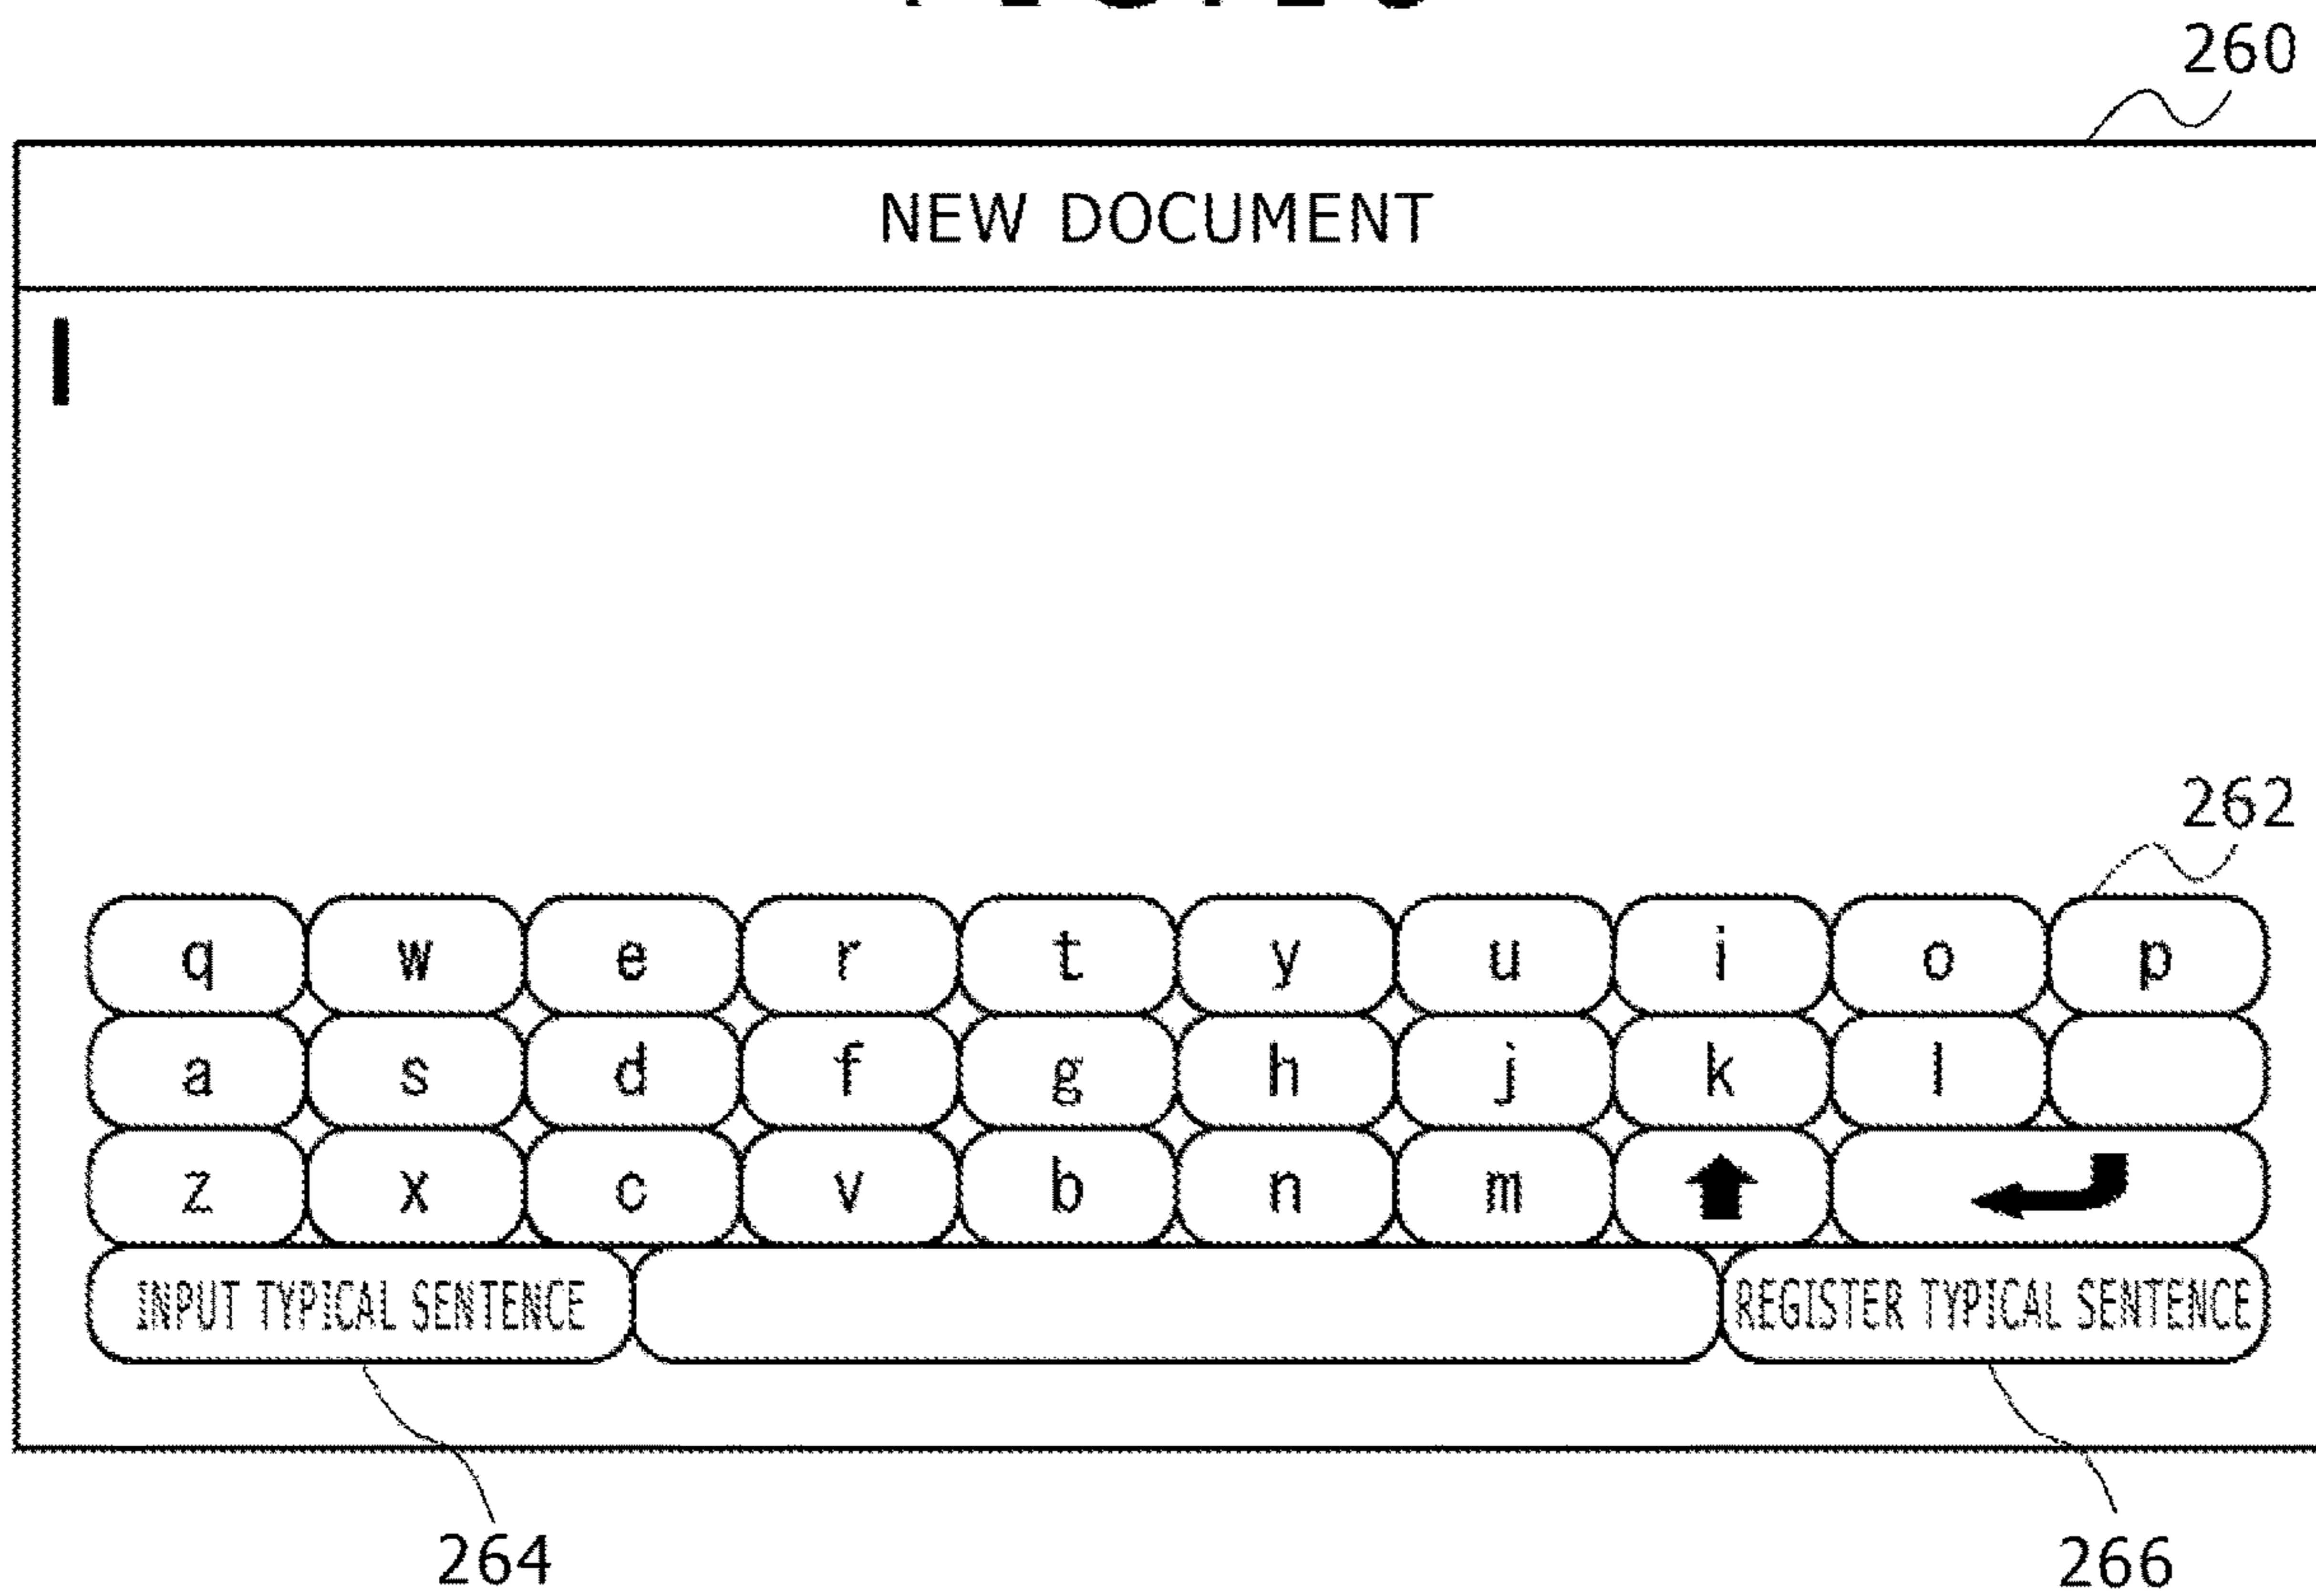 260
NEW DOCUMENT
262
q w e r t y u i o p
a s d f g h j k l
z x c v b n m
INPUT TYPICAL SENTENCE REGISTER TYPICAL SENTENCE
264 266